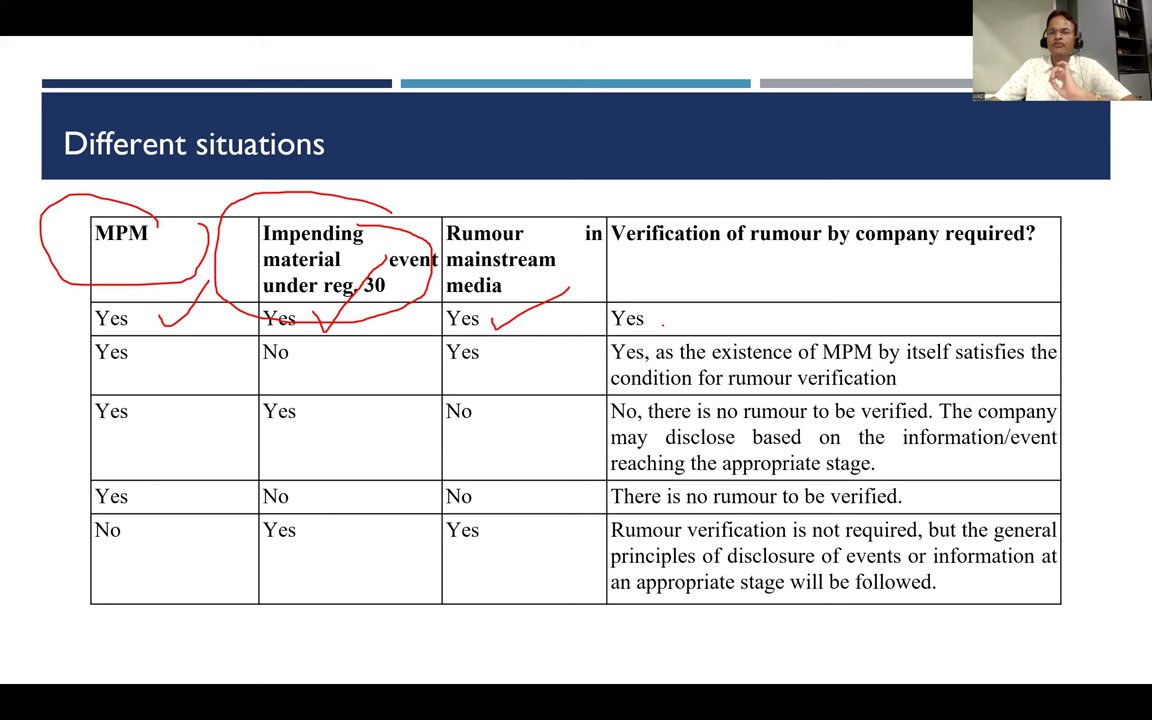 Different situations
MPM
Impending
material event
under reg. 30
Rumour in
mainstream
media
Verification of rumour by company required?
Yes
Yes
Yes
Yes
Yes
No
Yes
Yes, as the existence of MPM by itself satisfies the
condition for rumour verification
Yes
Yes
No
No, there is no rumour to be verified. The company
may disclose based on the information/event
reaching the appropriate stage.
Yes
No
No
There is no rumour to be verified.
No
Yes
Yes
Rumour verification is not required, but the general
principles of disclosure of events or information at
an appropriate stage will be followed.